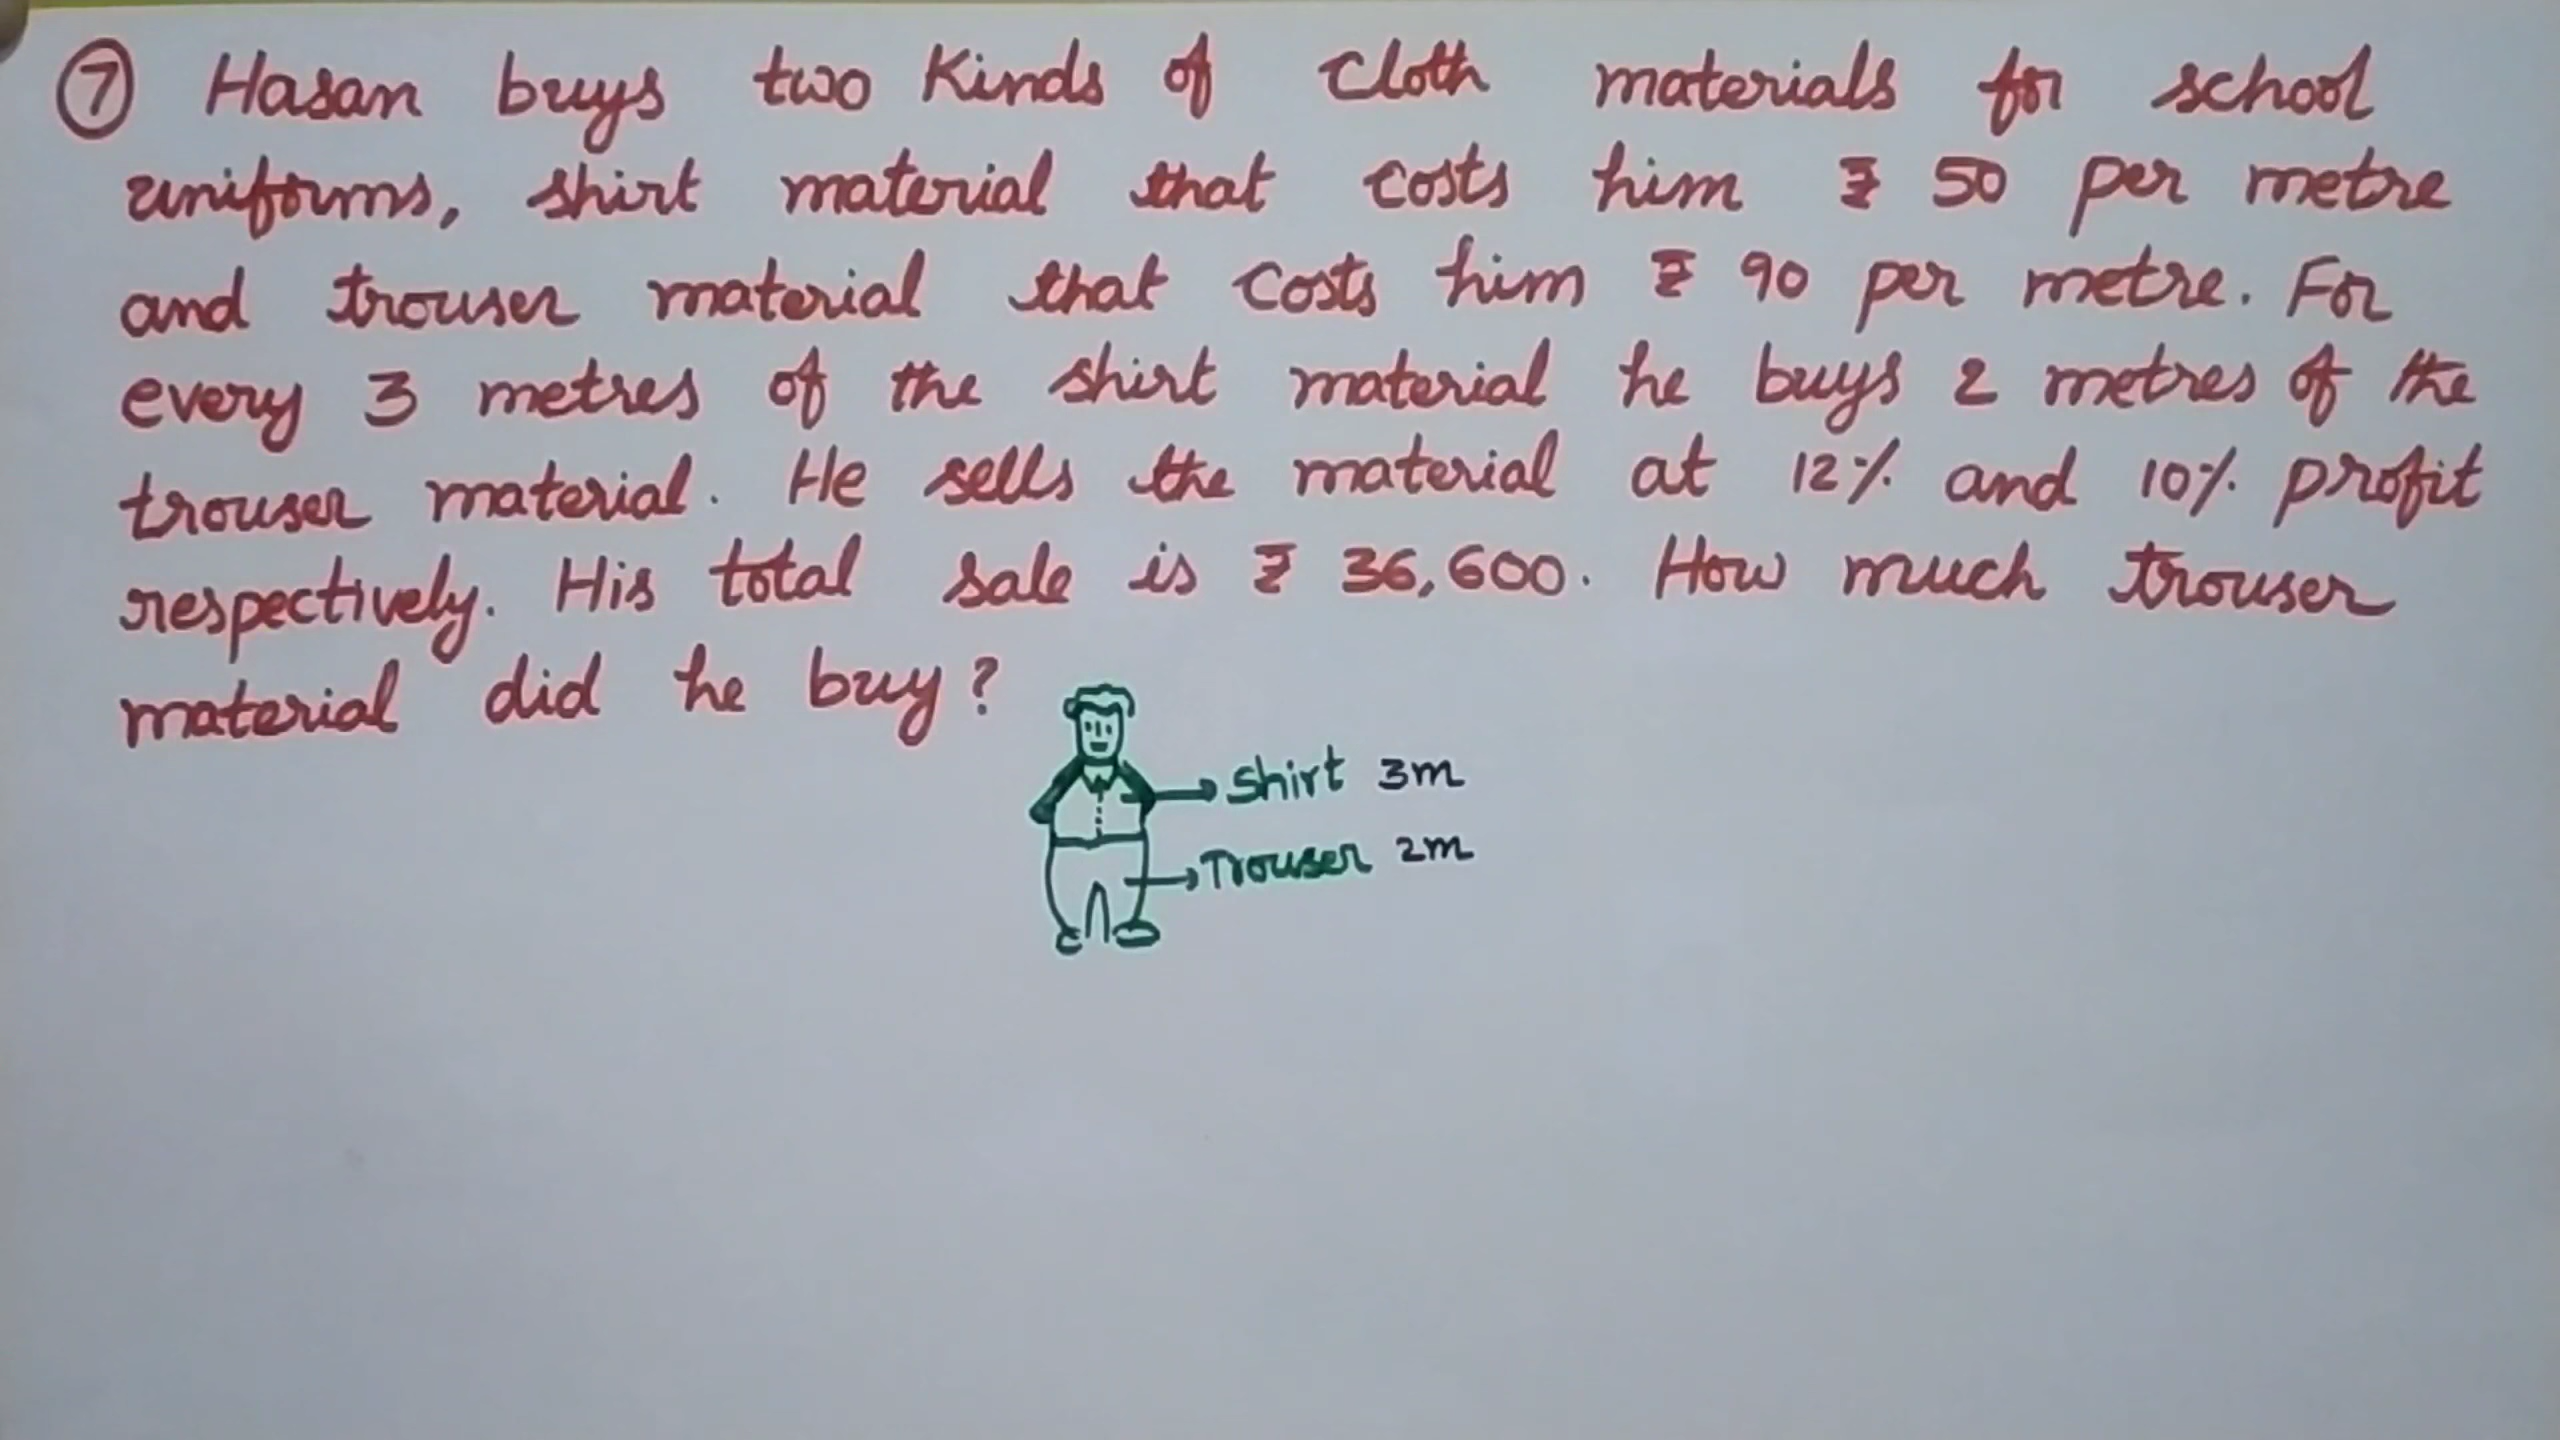 7 Hasan buys two Kinds of Cloth materials for school
uniforms, shirt material that costs him ₹ 50 per metre
and trouser material that costs him ₹ 90 per metre. For
every 3 metres of the shirt material he buys 2 metres of the
trouser material. He sells the material at 12% and 10% profit
respectively. His total sale is ₹ 36,600. How much trouser
material did he buy?
Shirt 3m
Trouser 2m